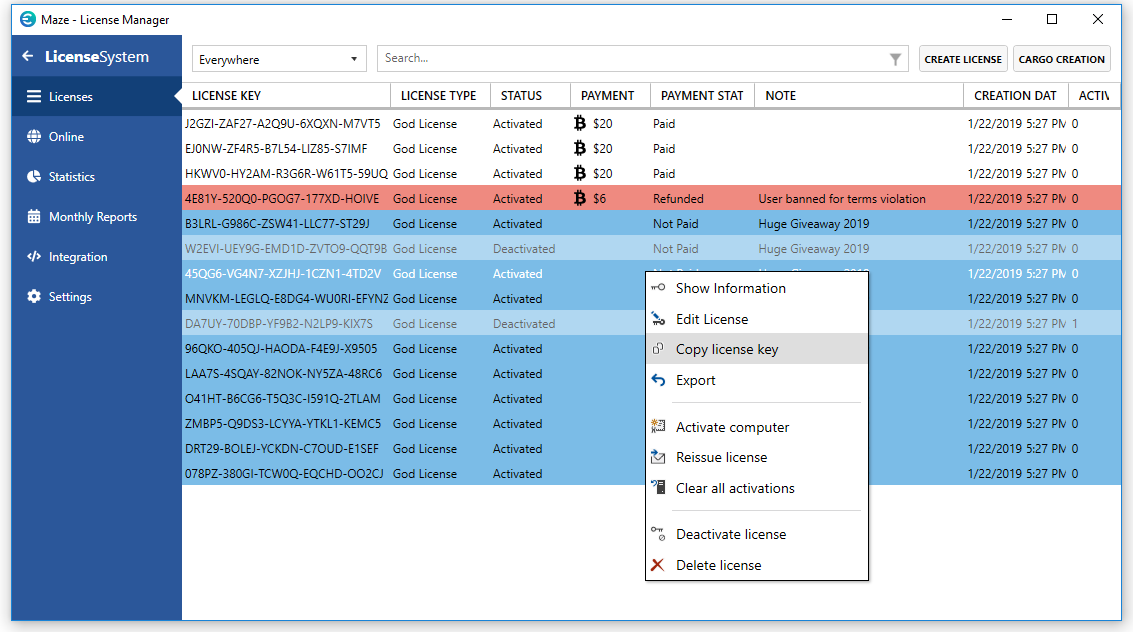 Maze - License Manager
LicenseSystem
Everywhere Search... CREATE LICENSE CARGO CREATION
Licenses
Online
Statistics
Monthly Reports
Integration
Settings
LICENSE KEY LICENSE TYPE STATUS PAYMENT PAYMENT STAT NOTE CREATION DAT ACTIV
J2GZI-ZAF27-A2Q9U-6XQXN-M7VT5 God License Activated $20 Paid 1/22/2019 5:27 PM 0
EJ0NW-ZF4R5-B7L54-LIZ85-S7IMF God License Activated $20 Paid 1/22/2019 5:27 PM 0
HKWV0-HY2AM-R3G6R-W61T5-59UQ God License Activated $20 Paid 1/22/2019 5:27 PM 0
4E81Y-520Q0-PGOG7-177XD-HOIVE God License Activated $6 Refunded User banned for terms violation 1/22/2019 5:27 PM 0
B3LRL-G986C-ZSW41-LLC77-ST29J God License Activated Not Paid Huge Giveaway 2019 1/22/2019 5:27 PM 0
W2EVI-UEY9G-EMD1D-ZVTO9-QQT9B God License Deactivated Not Paid Huge Giveaway 2019 1/22/2019 5:27 PM 0
45QG6-VG4N7-XZJHJ-1CZN1-4TD2V God License Activated Not Paid Huge Giveaway 2019 1/22/2019 5:27 PM 0
MNVKM-LEGLQ-E8DG4-WU0RI-EFYNZ God License Activated 1/22/2019 5:27 PM 0
DA7UY-70DBP-YF9B2-N2LP9-KIX7S God License Deactivated 1/22/2019 5:27 PM 1
96QKO-405QJ-HAODA-F4E9J-X9505 God License Activated 1/22/2019 5:27 PM 0
LAA7S-4SQAY-82NOK-NY5ZA-48RC6 God License Activated 1/22/2019 5:27 PM 0
O41HT-B6CG6-T5Q3C-I591Q-2TLAM God License Activated 1/22/2019 5:27 PM 0
ZMBP5-Q9DS3-LCYYA-YTKL1-KEMC5 God License Activated 1/22/2019 5:27 PM 0
DRT29-BOLEJ-YCKDN-C7OUD-E1SEF God License Activated 1/22/2019 5:27 PM 0
078PZ-380GI-TCW0Q-EQCHD-OO2CJ God License Activated 1/22/2019 5:27 PM 0
Show Information
Edit License
Copy license key
Export
Activate computer
Reissue license
Clear all activations
Deactivate license
Delete license